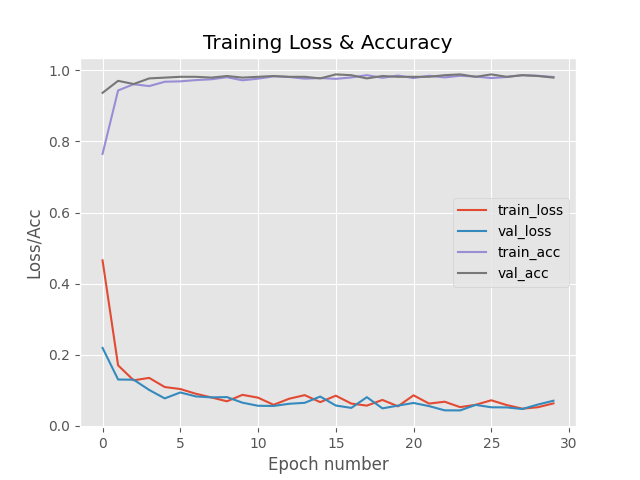 Training Loss & Accuracy
Loss/Acc
1.0
0.8
0.6
0.4
0.2
0.0
train_loss
val_loss
train_acc
val_acc
0 5 10 15 20 25 30
Epoch number